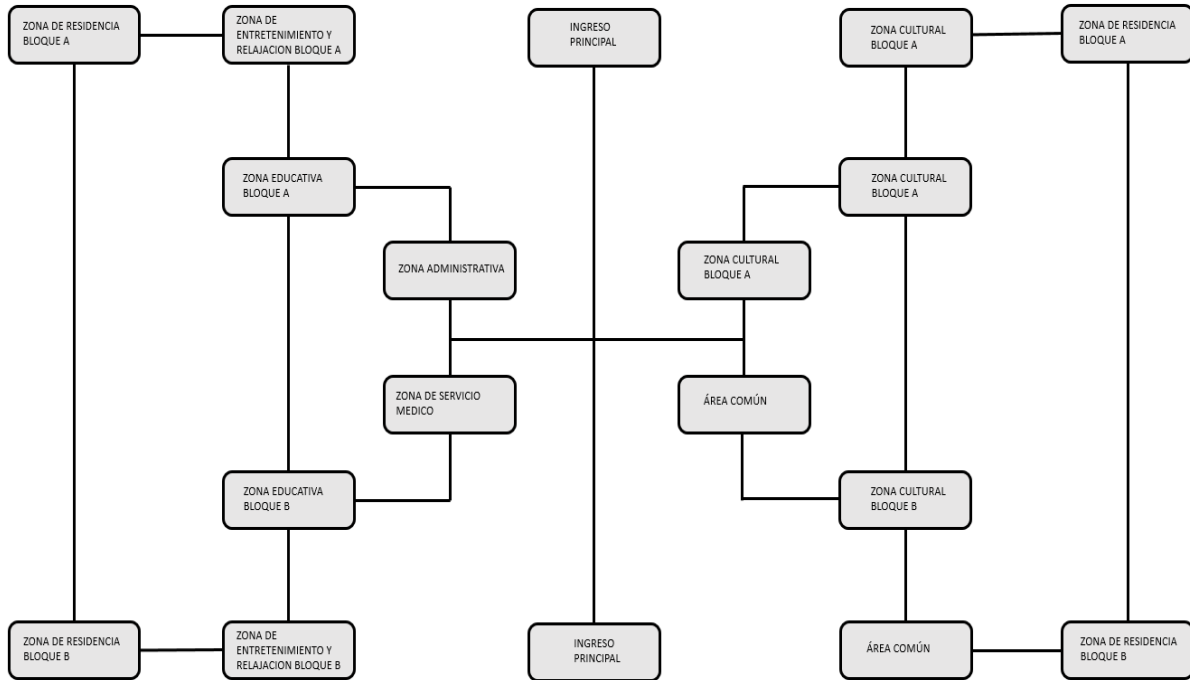 ZONA DE RESIDENCIA
BLOQUE A
ZONA DE
ENTRETENIMIENTO Y
RELAJACION BLOQUE A
INGRESO
PRINCIPAL
ZONA CULTURAL
BLOQUE A
ZONA DE RESIDENCIA
BLOQUE A
ZONA EDUCATIVA
BLOQUE A
ZONA CULTURAL
BLOQUE A
ZONA ADMINISTRATIVA
ZONA CULTURAL
BLOQUE A
ZONA DE SERVICIO
MEDICO
ÁREA COMÚN
ZONA EDUCATIVA
BLOQUE B
ZONA CULTURAL
BLOQUE B
ZONA DE RESIDENCIA
BLOQUE B
ZONA DE
ENTRETENIMIENTO Y
RELAJACION BLOQUE B
INGRESO
PRINCIPAL
ÁREA COMÚN
ZONA DE RESIDENCIA
BLOQUE B